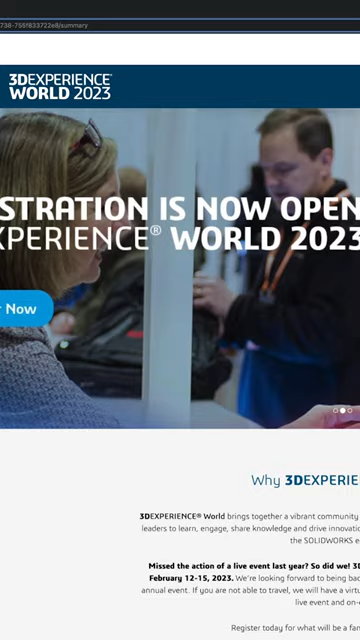 738-755f833722e8/summary
3DEXPERIENCE®
WORLD 2023
STRATION IS NOW OPEN
XPERIENCE® WORLD 2023
Now
Why 3DEXPERIE
3DEXPERIENCE® World brings together a vibrant community
leaders to learn, engage, share knowledge and drive innovatio
the SOLIDWORKS e
Missed the action of a live event last year? So did we! 3D
February 12-15, 2023. We're looking forward to being bac
annual event. If you are not able to travel, we will have a virtu
live event and on-
Register today for what will be a fan